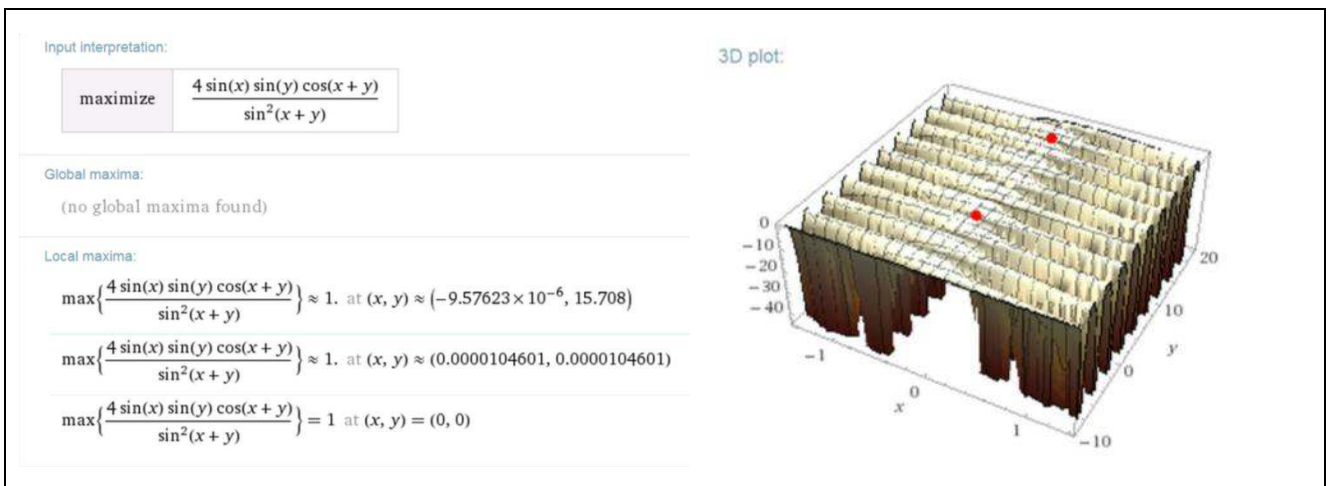 Input interpretation:
maximize 4 sin(x) sin(y) cos(x + y) / sin²(x + y)
Global maxima:
(no global maxima found)
Local maxima:
max{4 sin(x) sin(y) cos(x + y) / sin²(x + y)} ≈ 1. at (x, y) ≈ (−9.57623×10⁻⁶, 15.708)
max{4 sin(x) sin(y) cos(x + y) / sin²(x + y)} ≈ 1. at (x, y) ≈ (0.0000104601, 0.0000104601)
max{4 sin(x) sin(y) cos(x + y) / sin²(x + y)} = 1 at (x, y) = (0, 0)
3D plot:
0
−10
−20
−30
−40
−1
0
x
1
20
10
y
0
−10